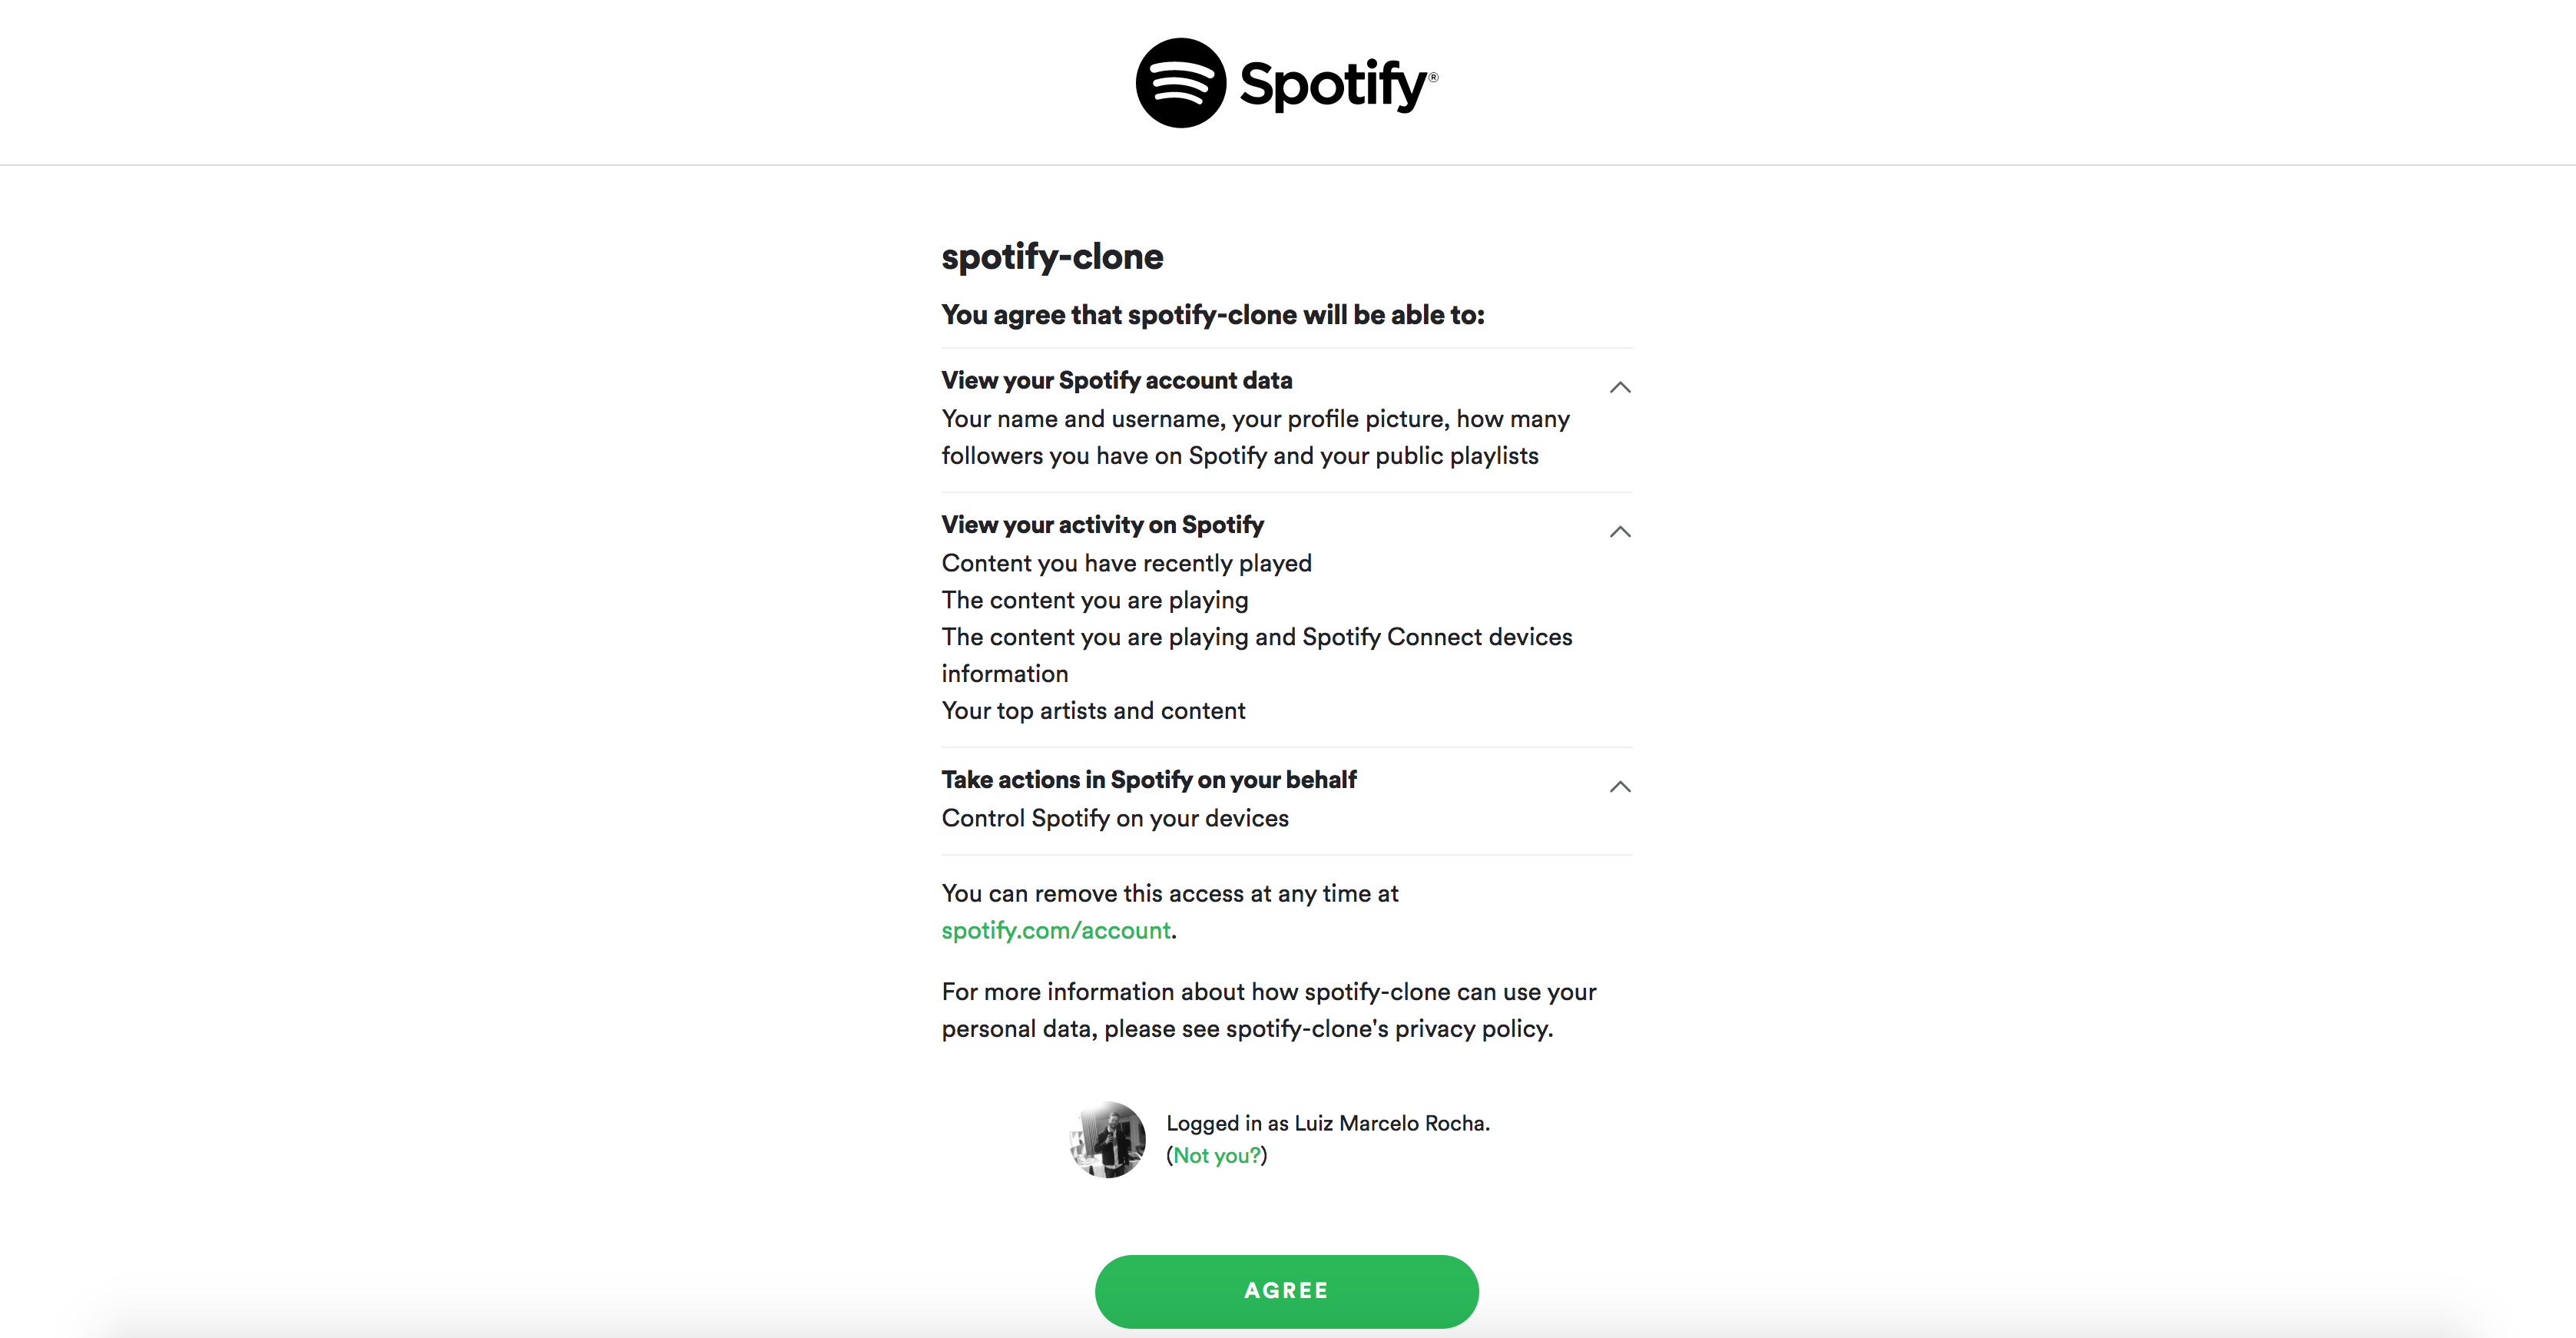 Spotify®
spotify-clone
You agree that spotify-clone will be able to:
View your Spotify account data
Your name and username, your profile picture, how many
followers you have on Spotify and your public playlists
View your activity on Spotify
Content you have recently played
The content you are playing
The content you are playing and Spotify Connect devices
information
Your top artists and content
Take actions in Spotify on your behalf
Control Spotify on your devices
You can remove this access at any time at
spotify.com/account.
For more information about how spotify-clone can use your
personal data, please see spotify-clone's privacy policy.
Logged in as Luiz Marcelo Rocha.
(Not you?)
AGREE